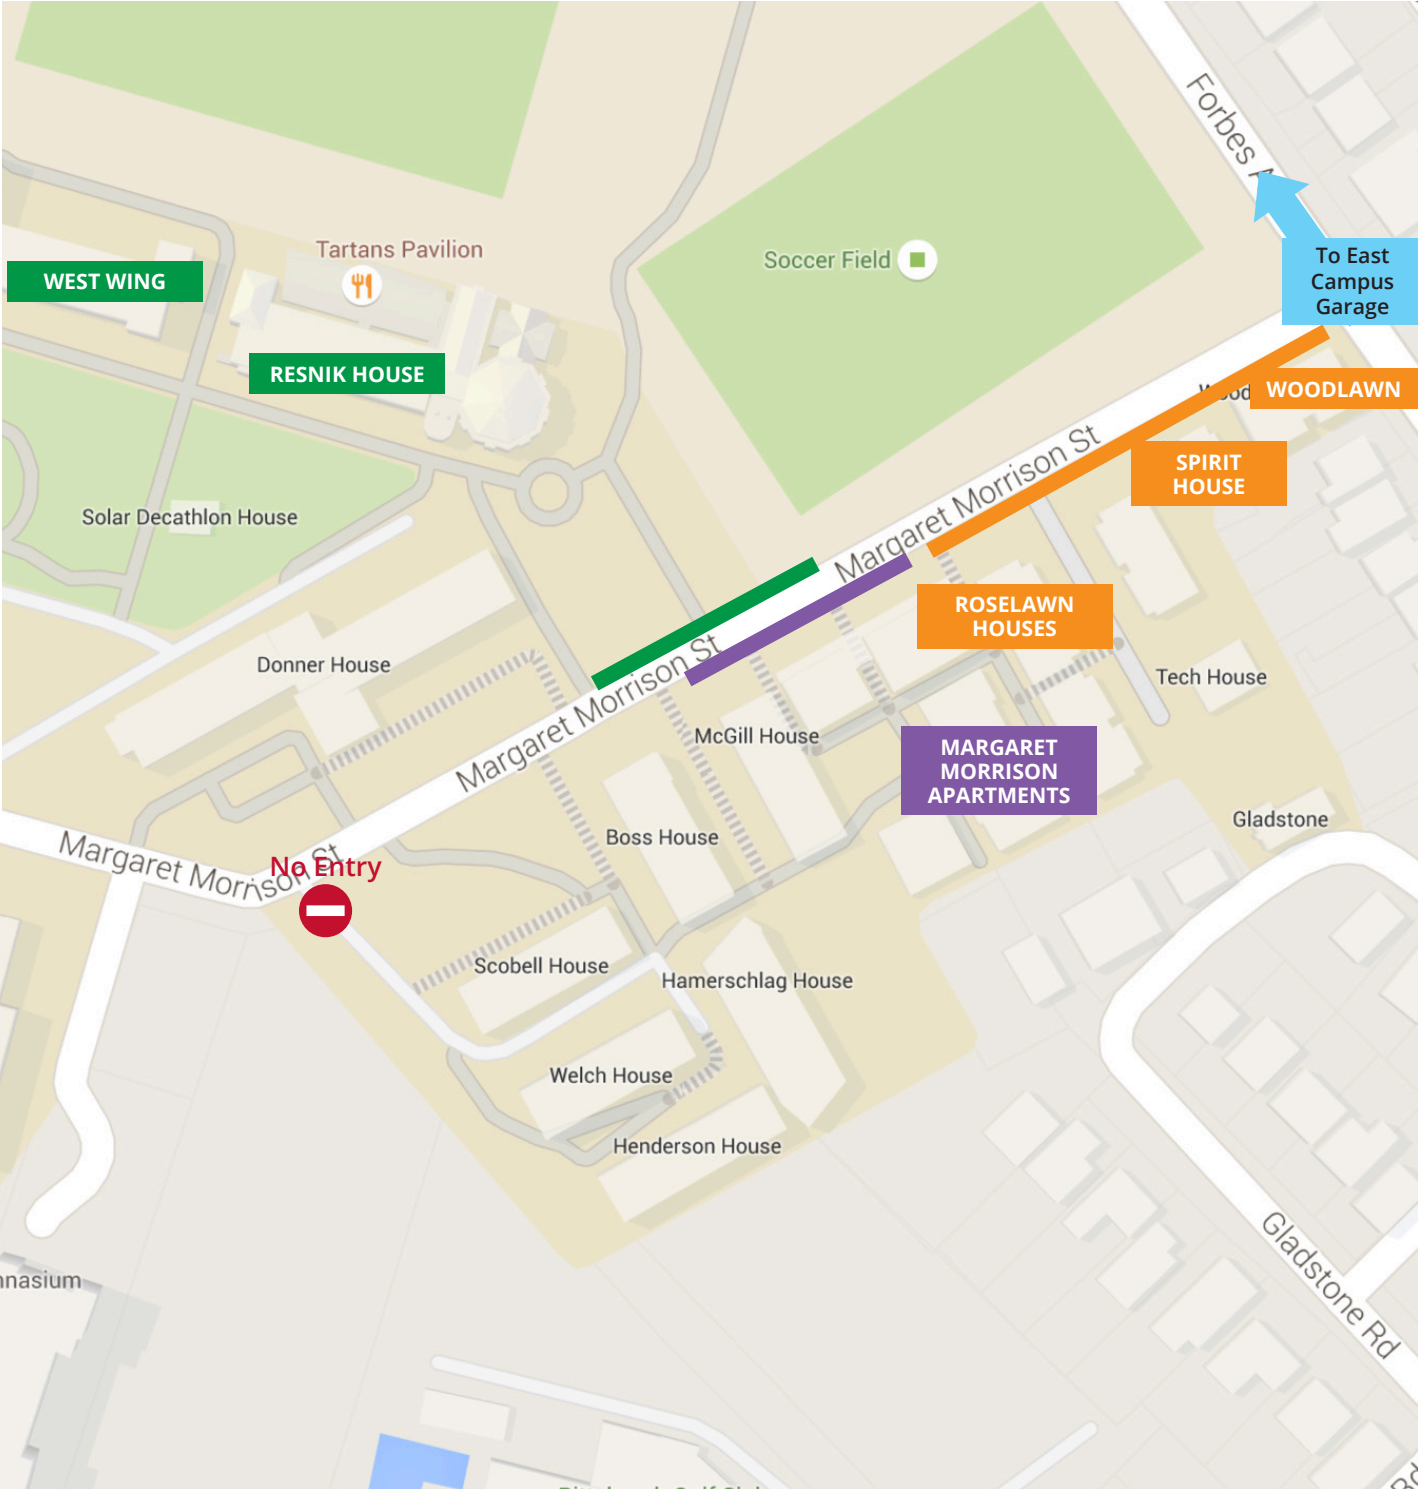 Forbes A
Tartans Pavilion
Soccer Field
To East
Campus
Garage
WEST WING
RESNIK HOUSE
WOODLAWN
SPIRIT
HOUSE
Margaret Morrison St
Solar Decathlon House
ROSELAWN
HOUSES
Donner House
Margaret Morrison St
Tech House
McGill House
MARGARET
MORRISON
APARTMENTS
Boss House
Gladstone
Margaret Morrison St
No Entry
Scobell House
Hamerschlag House
Welch House
Henderson House
Gladstone Rd
nnasium
Rd